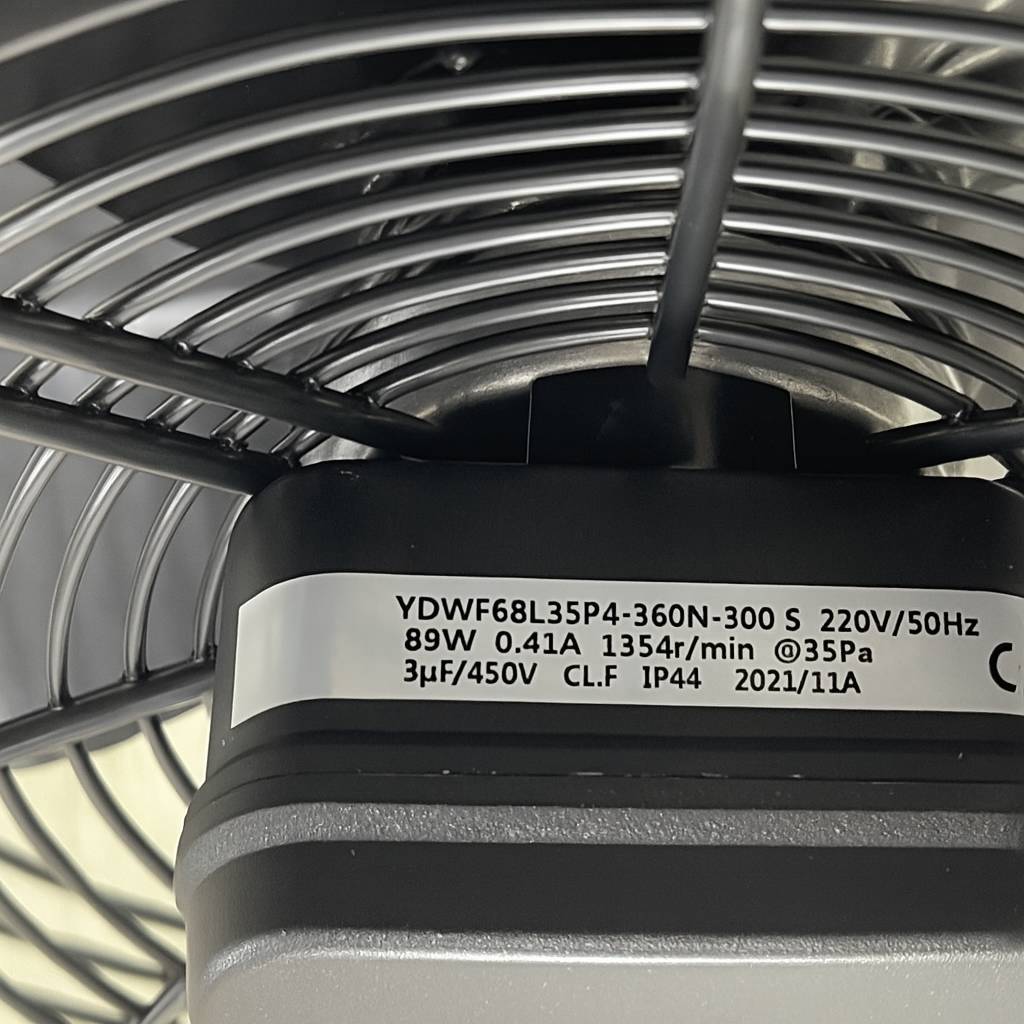 YDWF68L35P4-360N-300 S 220V/50Hz
89W 0.41A 1354r/min @35Pa
3µF/450V CL.F IP44 2021/11A